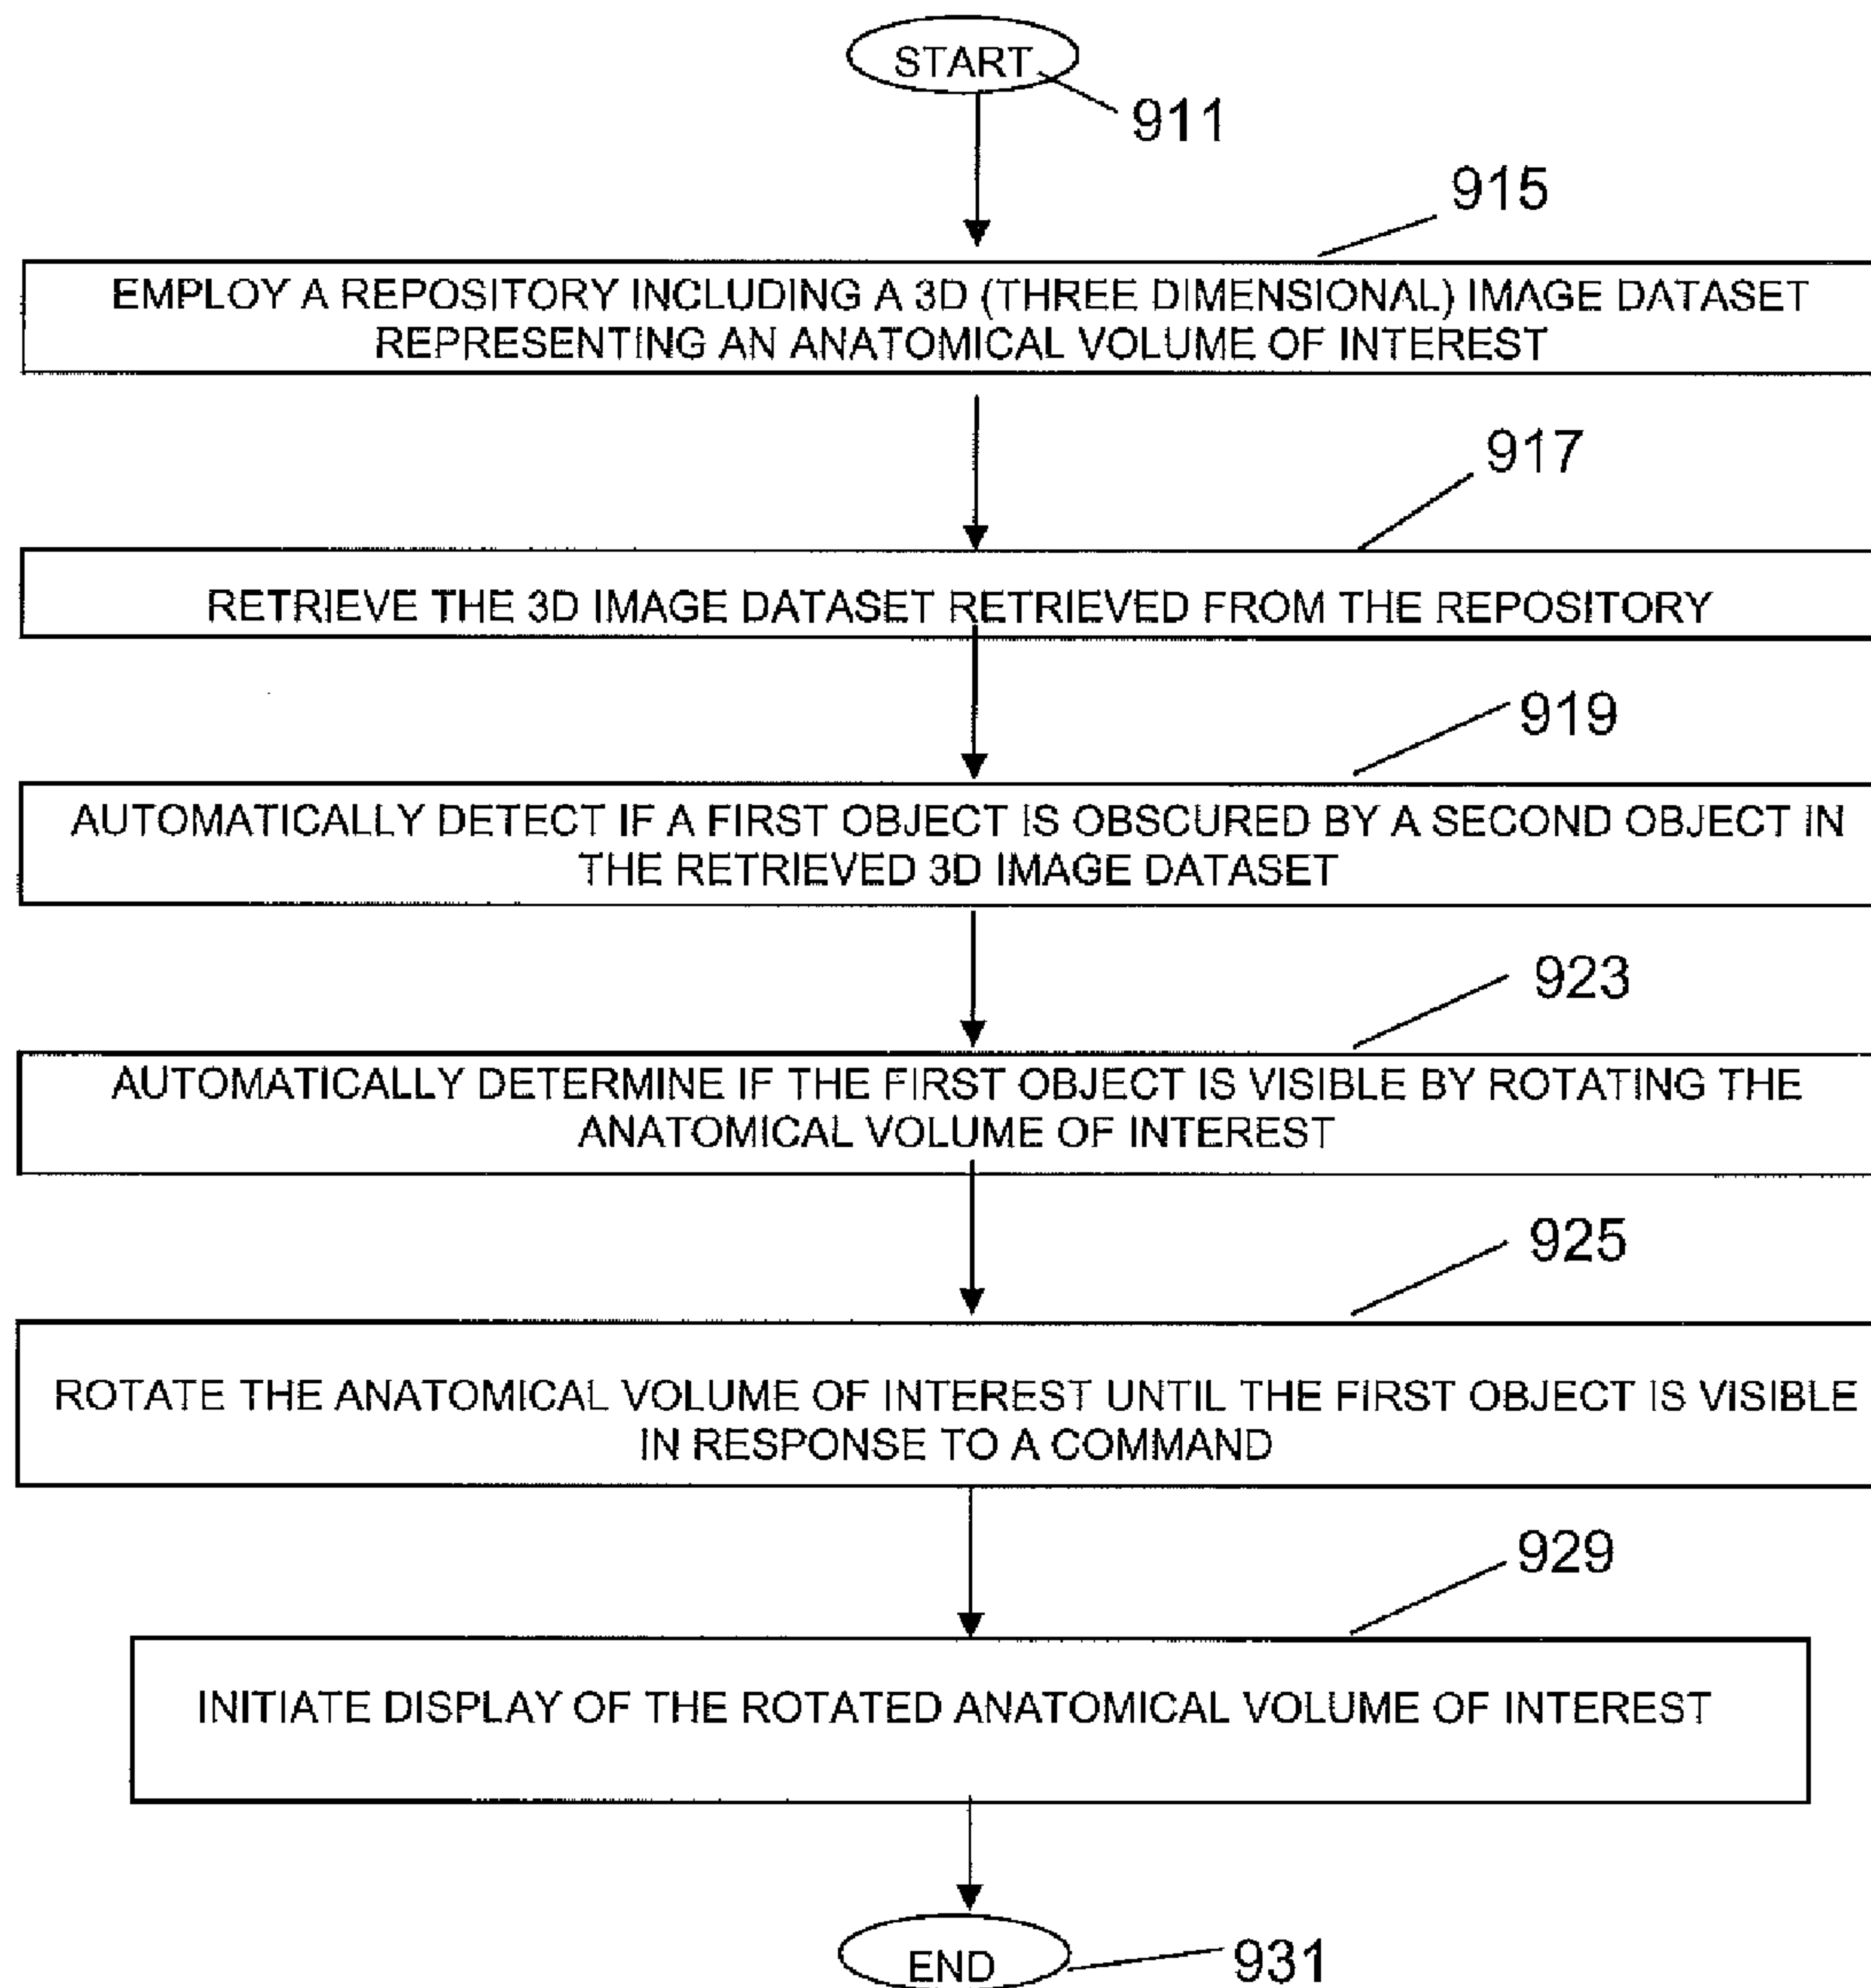 START
911
915
EMPLOY A REPOSITORY INCLUDING A 3D (THREE DIMENSIONAL) IMAGE DATASET
REPRESENTING AN ANATOMICAL VOLUME OF INTEREST
917
RETRIEVE THE 3D IMAGE DATASET RETRIEVED FROM THE REPOSITORY
919
AUTOMATICALLY DETECT IF A FIRST OBJECT IS OBSCURED BY A SECOND OBJECT IN
THE RETRIEVED 3D IMAGE DATASET
923
AUTOMATICALLY DETERMINE IF THE FIRST OBJECT IS VISIBLE BY ROTATING THE
ANATOMICAL VOLUME OF INTEREST
925
ROTATE THE ANATOMICAL VOLUME OF INTEREST UNTIL THE FIRST OBJECT IS VISIBLE
IN RESPONSE TO A COMMAND
929
INITIATE DISPLAY OF THE ROTATED ANATOMICAL VOLUME OF INTEREST
END
931